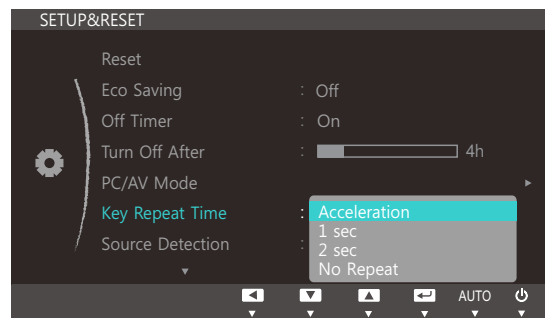 SETUP&RESET
Reset
Eco Saving : Off
Off Timer : On
Turn Off After : 4h
PC/AV Mode
Key Repeat Time : Acceleration
1 sec
Source Detection : 2 sec
No Repeat
AUTO